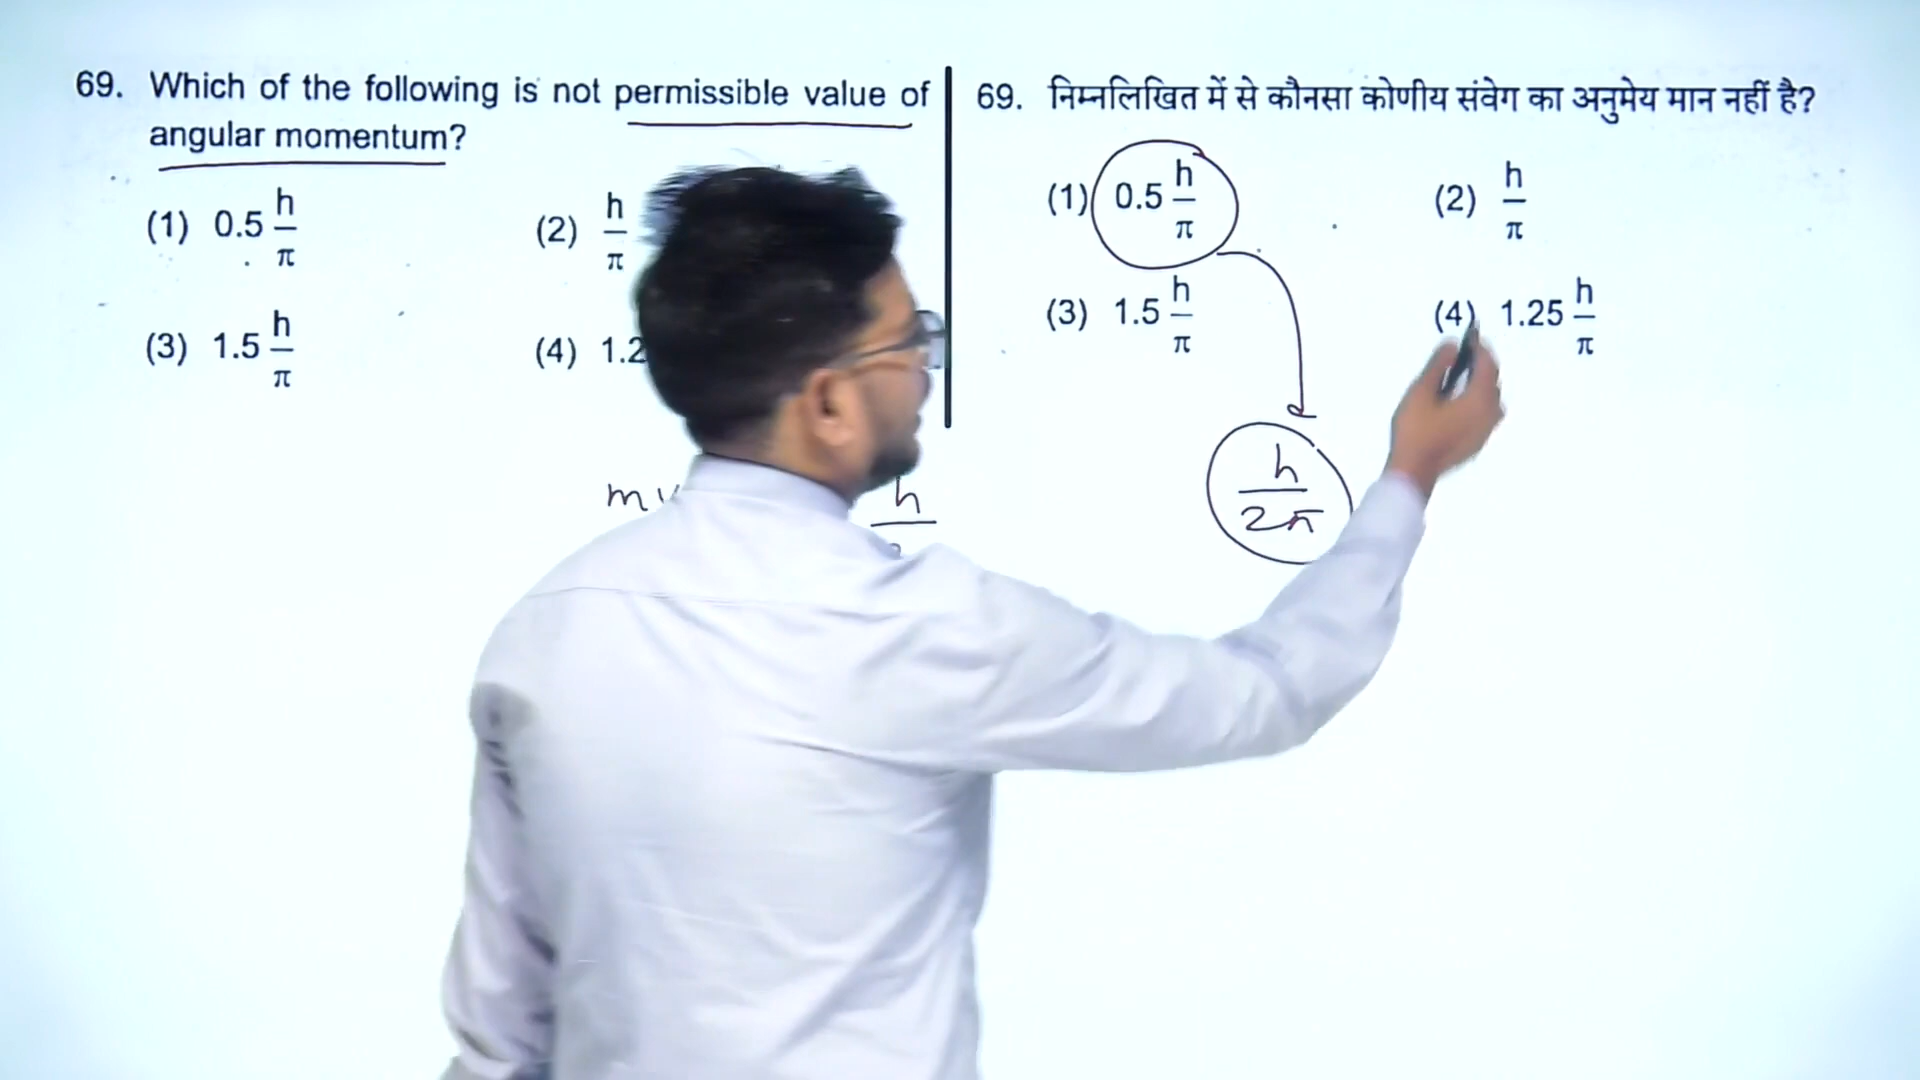 69. Which of the following is not permissible value of
angular momentum?
(1) 0.5 h/π
(2) h/π
(3) 1.5 h/π
(4) 1.2
69. निम्नलिखित में से कौनसा कोणीय संवेग का अनुमेय मान नहीं है?
(1) 0.5 h/π
(2) h/π
(3) 1.5 h/π
(4) 1.25 h/π
h/2π
m
h